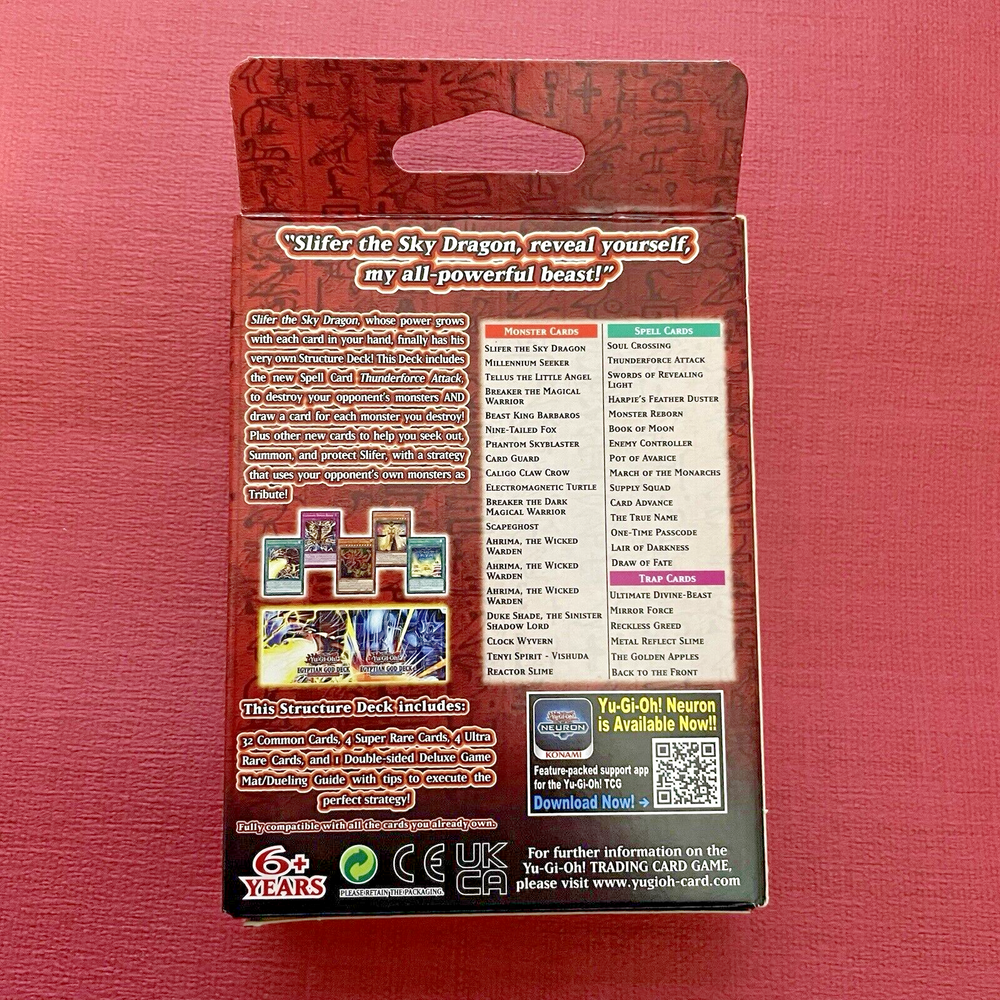 "Slifer the Sky Dragon, reveal yourself,
my all-powerful beast!"
Slifer the Sky Dragon, whose power grows
with each card in your hand, finally has his
very own Structure Deck! This Deck includes
the new Spell Card Thunderforce Attack,
to destroy your opponent's monsters AND
draw a card for each monster you destroy!
Plus other new cards to help you seek out,
Summon, and protect Slifer, with a strategy
that uses your opponent's own monsters as
Tribute!
Yu-Gi-Oh!
EGYPTIAN GOD DECK
Yu-Gi-Oh!
EGYPTIAN GOD DECK
This Structure Deck includes:
32 Common Cards, 4 Super Rare Cards, 4 Ultra
Rare Cards, and 1 Double-sided Deluxe Game
Mat/Dueling Guide with tips to execute the
perfect strategy!
Fully compatible with all the cards you already own.
Monster Cards
Slifer the Sky Dragon
Millennium Seeker
Tellus the Little Angel
Breaker the Magical
Warrior
Beast King Barbaros
Nine-Tailed Fox
Phantom Skyblaster
Card Guard
Caligo Claw Crow
Electromagnetic Turtle
Breaker the Dark
Magical Warrior
Scapeghost
Ahrima, the Wicked
Warden
Ahrima, the Wicked
Warden
Ahrima, the Wicked
Warden
Duke Shade, the Sinister
Shadow Lord
Clock Wyvern
Tenyi Spirit - Vishuda
Reactor Slime
Spell Cards
Soul Crossing
Thunderforce Attack
Swords of Revealing
Light
Harpie's Feather Duster
Monster Reborn
Book of Moon
Enemy Controller
Pot of Avarice
March of the Monarchs
Supply Squad
Card Advance
The True Name
One-Time Passcode
Lair of Darkness
Draw of Fate
Trap Cards
Ultimate Divine-Beast
Mirror Force
Reckless Greed
Metal Reflect Slime
The Golden Apples
Back to the Front
NEURON
KONAMI
Yu-Gi-Oh! Neuron
is Available Now!!
Feature-packed support app
for the Yu-Gi-Oh! TCG
Download Now! →
6+
YEARS
PLEASE RETAIN THE PACKAGING.
CE
UK
CA
For further information on the
Yu-Gi-Oh! TRADING CARD GAME,
please visit www.yugioh-card.com